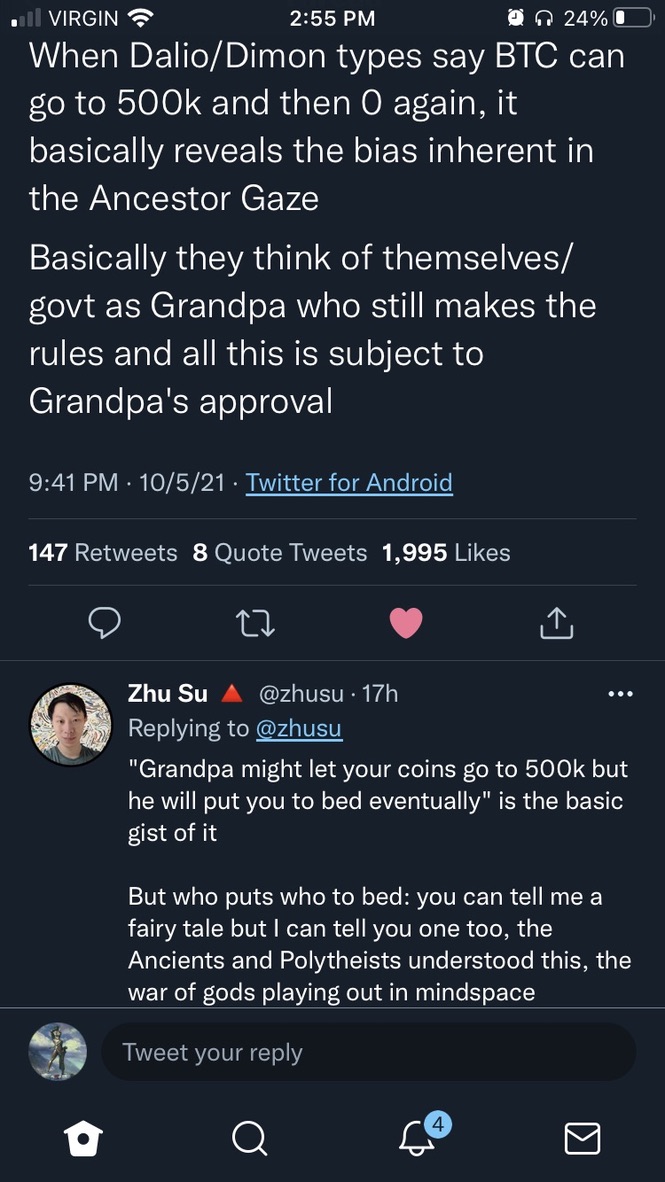 VIRGIN 2:55 PM 24%
When Dalio/Dimon types say BTC can
go to 500k and then 0 again, it
basically reveals the bias inherent in
the Ancestor Gaze
Basically they think of themselves/
govt as Grandpa who still makes the
rules and all this is subject to
Grandpa's approval
9:41 PM · 10/5/21 · Twitter for Android
147 Retweets 8 Quote Tweets 1,995 Likes
Zhu Su 🔺 @zhusu · 17h
Replying to @zhusu
"Grandpa might let your coins go to 500k but
he will put you to bed eventually" is the basic
gist of it
But who puts who to bed: you can tell me a
fairy tale but I can tell you one too, the
Ancients and Polytheists understood this, the
war of gods playing out in mindspace
Tweet your reply
4